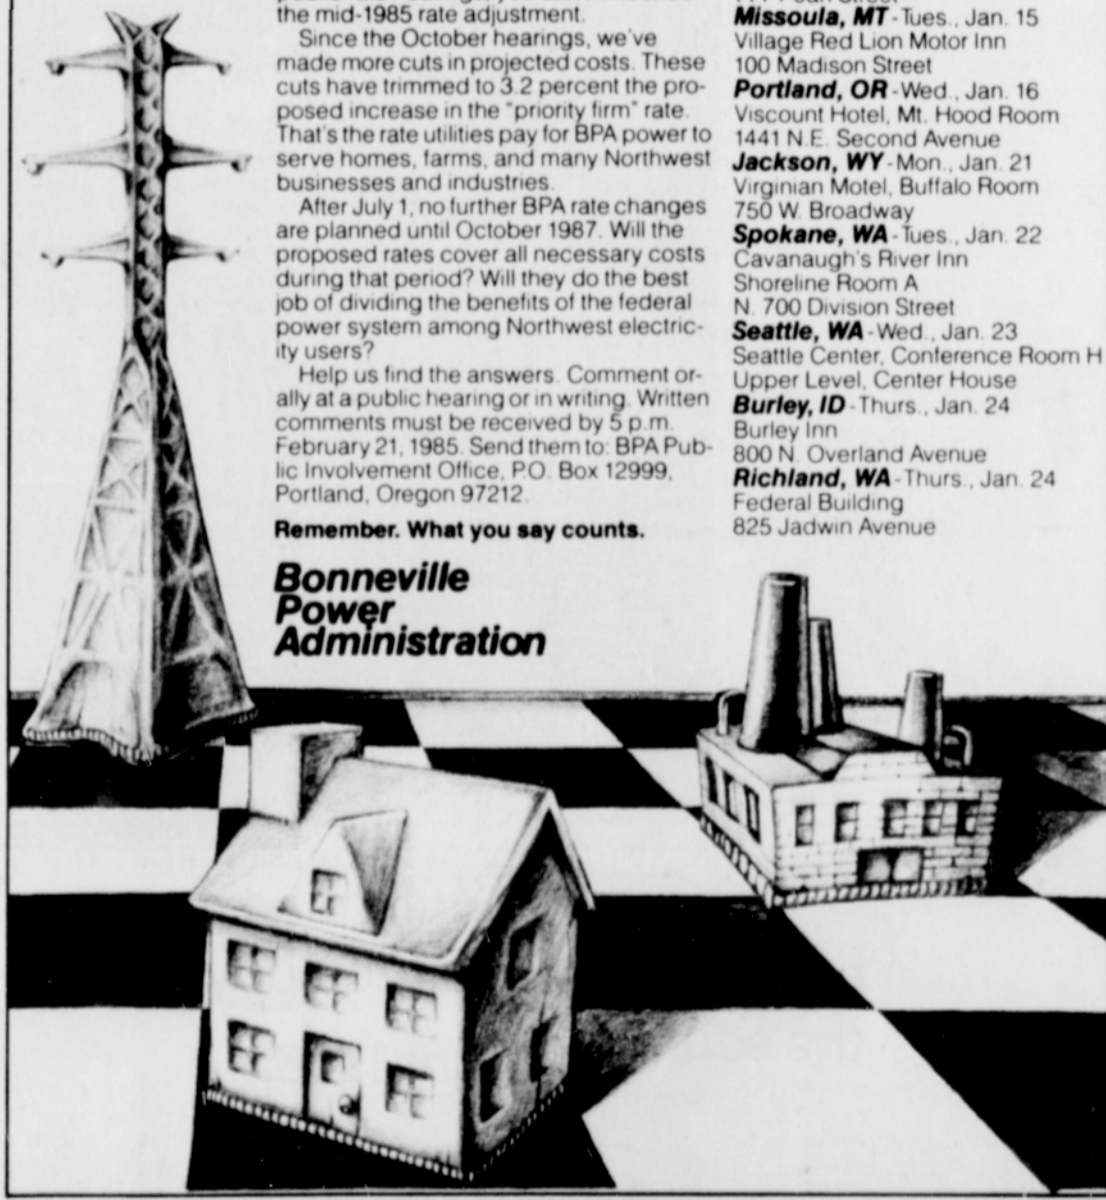 the mid-1985 rate adjustment.
Since the October hearings, we've
made more cuts in projected costs. These
cuts have trimmed to 3.2 percent the pro-
posed increase in the "priority firm" rate.
That's the rate utilities pay for BPA power to
serve homes, farms, and many Northwest
businesses and industries.
After July 1, no further BPA rate changes
are planned until October 1987. Will the
proposed rates cover all necessary costs
during that period? Will they do the best
job of dividing the benefits of the federal
power system among Northwest electric-
ity users?
Help us find the answers. Comment or-
ally at a public hearing or in writing. Written
comments must be received by 5 p.m.
February 21, 1985. Send them to: BPA Pub-
lic Involvement Office, P.O. Box 12999,
Portland, Oregon 97212.
Remember. What you say counts.
Bonneville
Power
Administration
Missoula, MT - Tues., Jan. 15
Village Red Lion Motor Inn
100 Madison Street
Portland, OR - Wed., Jan. 16
Viscount Hotel, Mt. Hood Room
1441 N.E. Second Avenue
Jackson, WY - Mon., Jan. 21
Virginian Motel, Buffalo Room
750 W. Broadway
Spokane, WA - Tues., Jan. 22
Cavanaugh's River Inn
Shoreline Room A
N. 700 Division Street
Seattle, WA - Wed., Jan. 23
Seattle Center, Conference Room H
Upper Level, Center House
Burley, ID - Thurs., Jan. 24
Burley Inn
800 N. Overland Avenue
Richland, WA - Thurs., Jan. 24
Federal Building
825 Jadwin Avenue